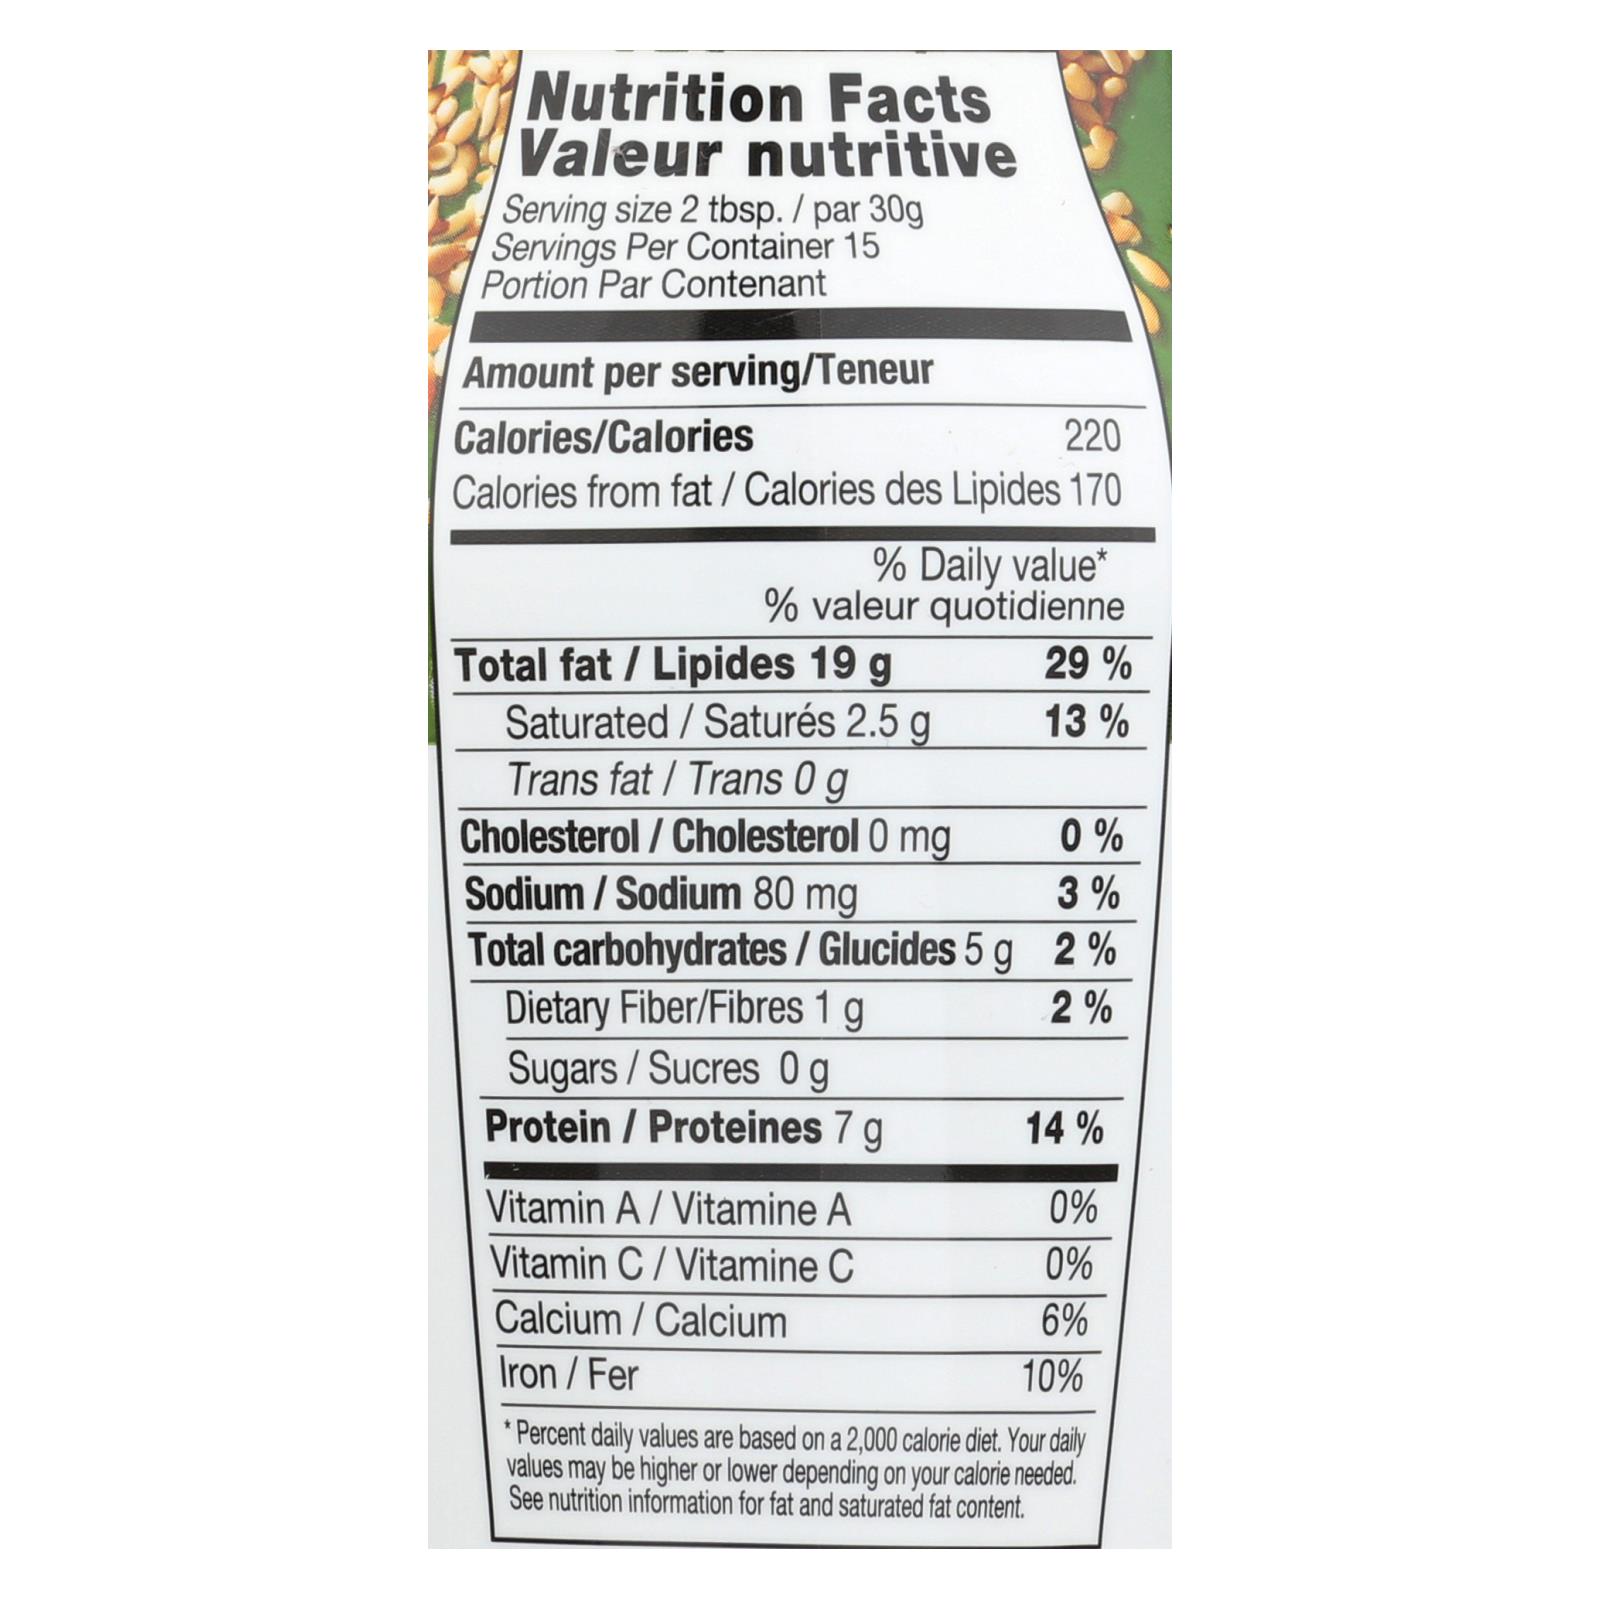 Nutrition Facts
Valeur nutritive
Serving size 2 tbsp. / par 30g
Servings Per Container 15
Portion Par Contenant
Amount per serving/Teneur
Calories/Calories 220
Calories from fat / Calories des Lipides 170
% Daily value*
% valeur quotidienne
Total fat / Lipides 19 g 29 %
Saturated / Saturés 2.5 g 13 %
Trans fat / Trans 0 g
Cholesterol / Cholesterol 0 mg 0 %
Sodium / Sodium 80 mg 3 %
Total carbohydrates / Glucides 5 g 2 %
Dietary Fiber/Fibres 1 g 2 %
Sugars / Sucres 0 g
Protein / Proteines 7 g 14 %
Vitamin A / Vitamine A 0%
Vitamin C / Vitamine C 0%
Calcium / Calcium 6%
Iron / Fer 10%
* Percent daily values are based on a 2,000 calorie diet. Your daily
values may be higher or lower depending on your calorie needed.
See nutrition information for fat and saturated fat content.